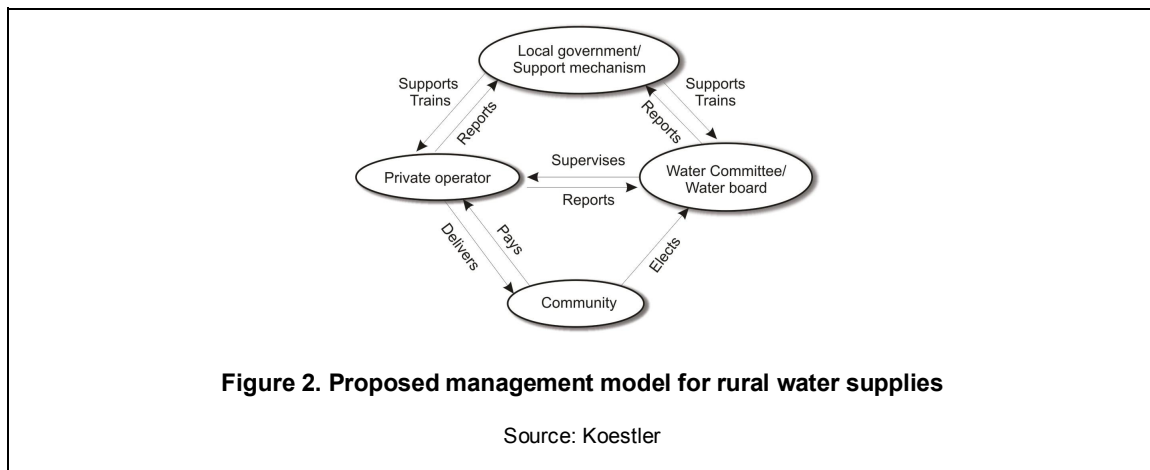 Local government/
Support mechanism
Supports
Trains
Reports
Supports
Trains
Reports
Private operator
Supervises
Reports
Water Committee/
Water board
Delivers
Pays
Elects
Community
Figure 2. Proposed management model for rural water supplies
Source: Koestler